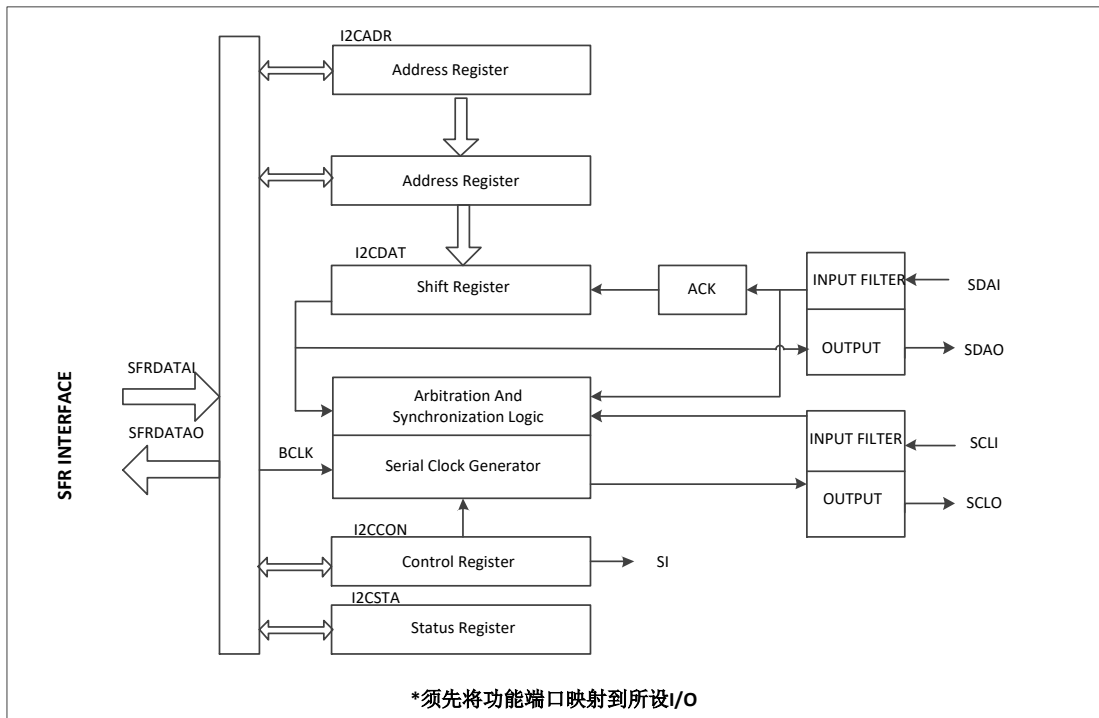 I2CADR
Address Register
Address Register
I2CDAT
Shift Register
ACK
INPUT FILTER
SDAI
OUTPUT
SDAO
SFR INTERFACE
SFRDATAI
SFRDATAO
BCLK
Arbitration And
Synchronization Logic
Serial Clock Generator
INPUT FILTER
SCLI
OUTPUT
SCLO
I2CCON
Control Register
SI
I2CSTA
Status Register
*须先将功能端口映射到所设I/O